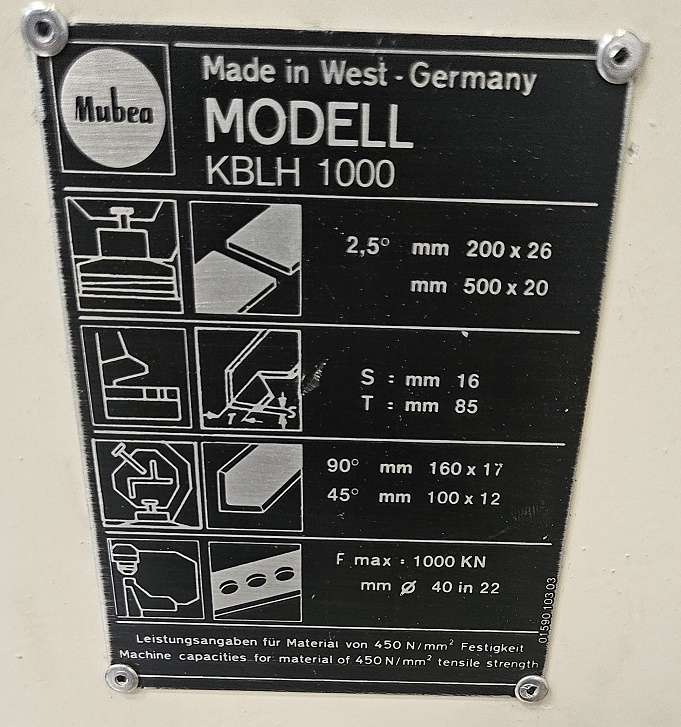 Mubea
Made in West - Germany
MODELL
KBLH 1000
2,5° mm 200 x 26
mm 500 x 20
T S
S : mm 16
T : mm 85
90° mm 160 x 17
45° mm 100 x 12
F max : 1000 KN
mm ⌀ 40 in 22
01590 103 03
Leistungsangaben für Material von 450 N/mm² Festigkeit
Machine capacities for material of 450 N/mm² tensile strength